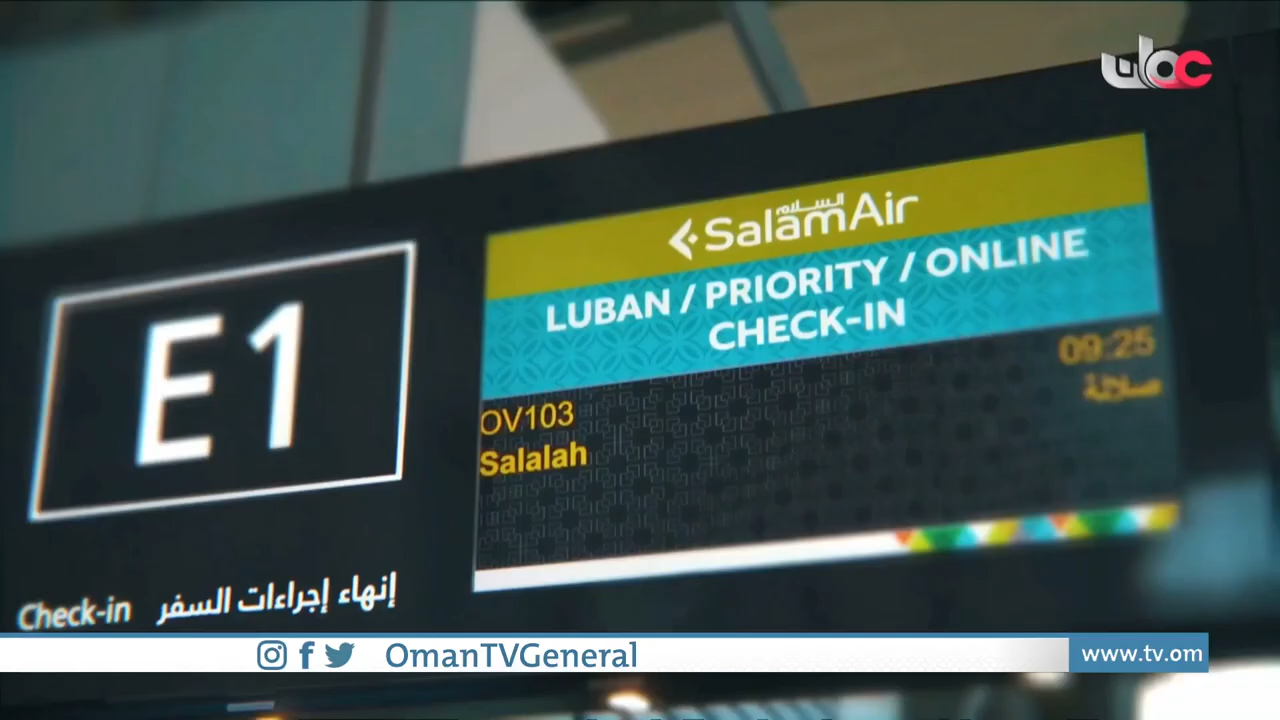 عمان
E1
السلام
SalamAir
LUBAN / PRIORITY / ONLINE
CHECK-IN
09:25
OV103
صلالة
Salalah
Check-in إنهاء إجراءات السفر
OmanTVGeneral
www.tv.om